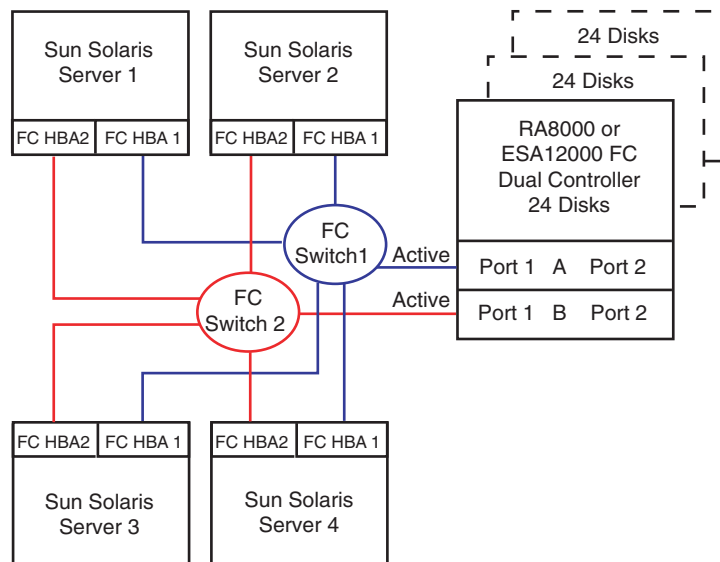 Sun Solaris
Server 1
FC HBA2
FC HBA 1
Sun Solaris
Server 2
FC HBA2
FC HBA 1
24 Disks
24 Disks
RA8000 or
ESA12000 FC
Dual Controller
24 Disks
Port 1 A Port 2
Port 1 B Port 2
FC
Switch1
Active
FC
Switch 2
Active
FC HBA2
FC HBA 1
Sun Solaris
Server 3
FC HBA2
FC HBA 1
Sun Solaris
Server 4